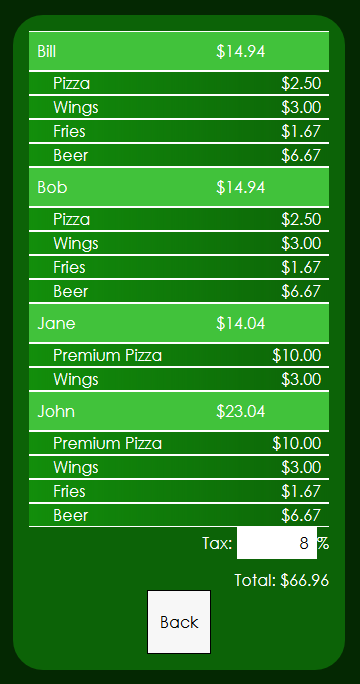 Bill $14.94
Pizza $2.50
Wings $3.00
Fries $1.67
Beer $6.67
Bob $14.94
Pizza $2.50
Wings $3.00
Fries $1.67
Beer $6.67
Jane $14.04
Premium Pizza $10.00
Wings $3.00
John $23.04
Premium Pizza $10.00
Wings $3.00
Fries $1.67
Beer $6.67
Tax: 8 %
Total: $66.96
Back